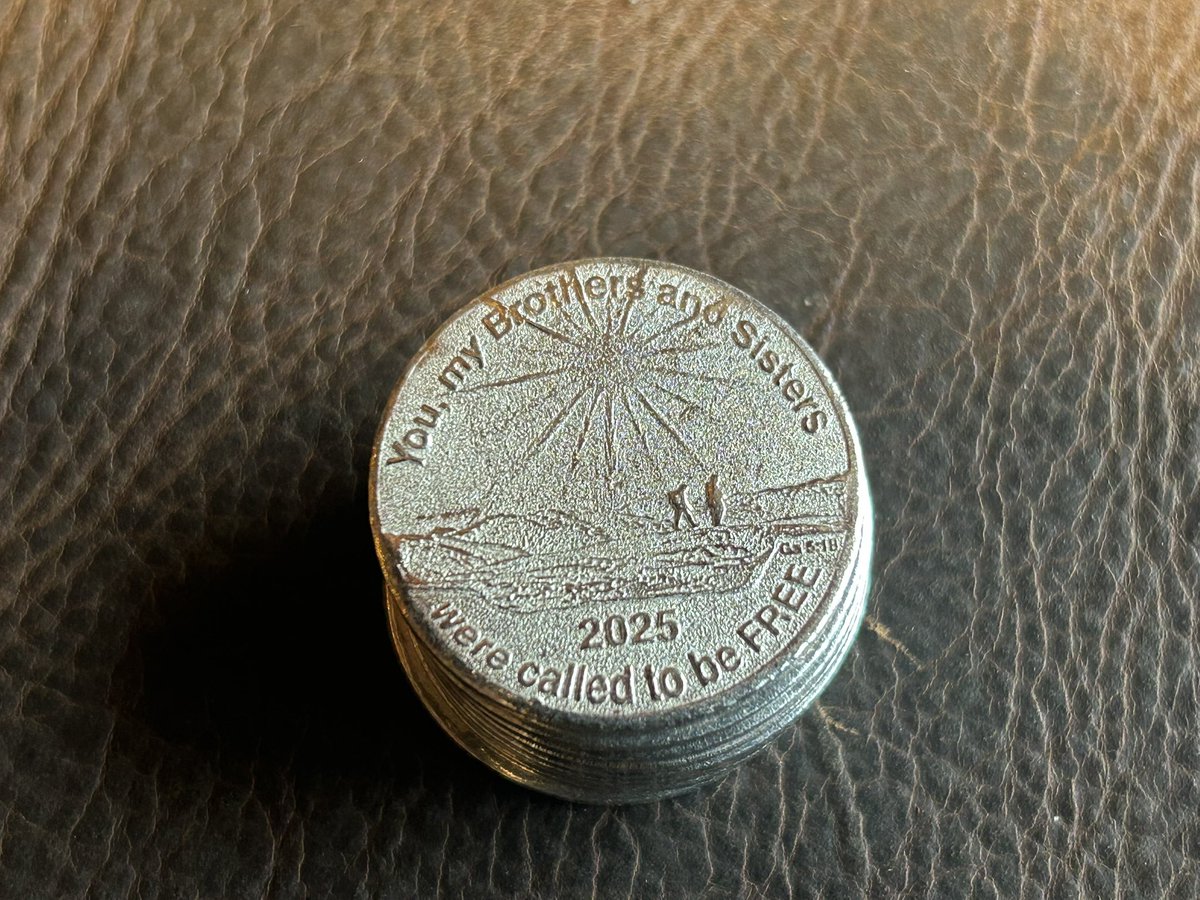 You, my Brothers and Sisters
2025
were called to be FREE